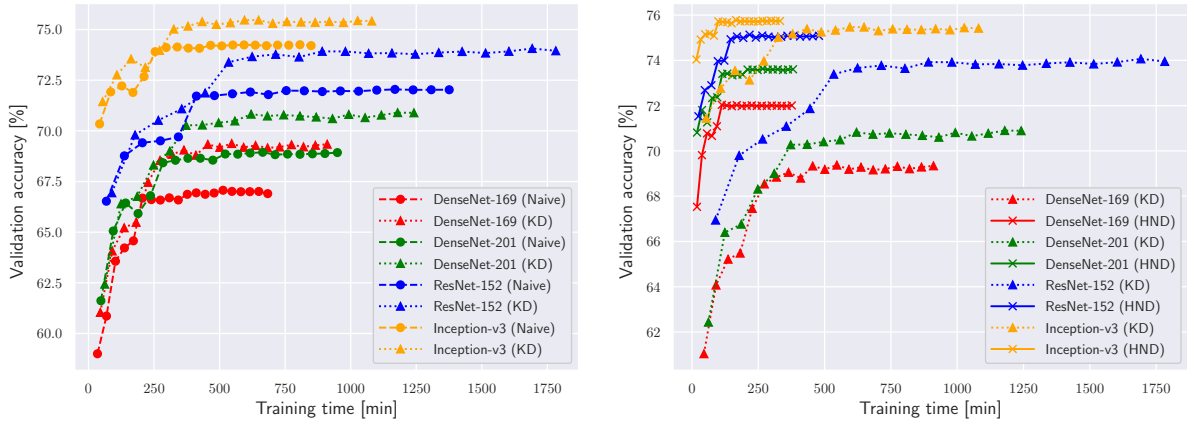 Validation accuracy [%]
75.0
72.5
70.0
67.5
65.0
62.5
60.0
DenseNet-169 (Naive)
DenseNet-169 (KD)
DenseNet-201 (Naive)
DenseNet-201 (KD)
ResNet-152 (Naive)
ResNet-152 (KD)
Inception-v3 (Naive)
Inception-v3 (KD)
0 250 500 750 1000 1250 1500 1750
Training time [min]
Validation accuracy [%]
76
74
72
70
68
66
64
62
DenseNet-169 (KD)
DenseNet-169 (HND)
DenseNet-201 (KD)
DenseNet-201 (HND)
ResNet-152 (KD)
ResNet-152 (HND)
Inception-v3 (KD)
Inception-v3 (HND)
0 250 500 750 1000 1250 1500 1750
Training time [min]